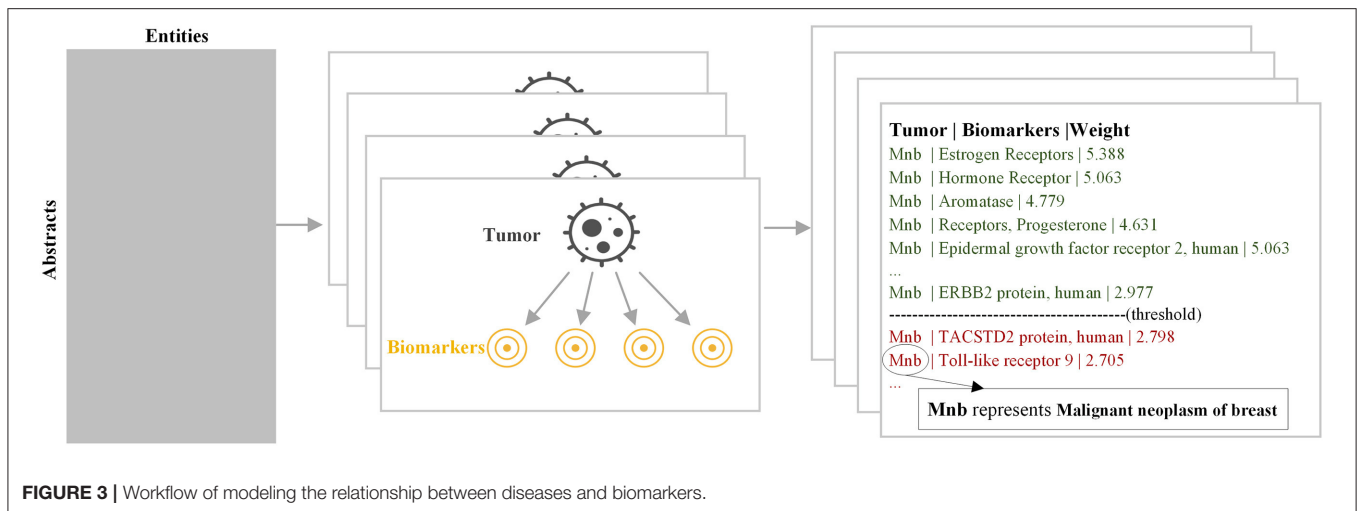 Entities
Abstracts
Tumor
Biomarkers
Tumor | Biomarkers |Weight
Mnb | Estrogen Receptors | 5.388
Mnb | Hormone Receptor | 5.063
Mnb | Aromatase | 4.779
Mnb | Receptors, Progesterone | 4.631
Mnb | Epidermal growth factor receptor 2, human | 5.063
...
Mnb | ERBB2 protein, human | 2.977
----------------------------------------(threshold)
Mnb | TACSTD2 protein, human | 2.798
Mnb | Toll-like receptor 9 | 2.705
...
Mnb represents Malignant neoplasm of breast
FIGURE 3 | Workflow of modeling the relationship between diseases and biomarkers.